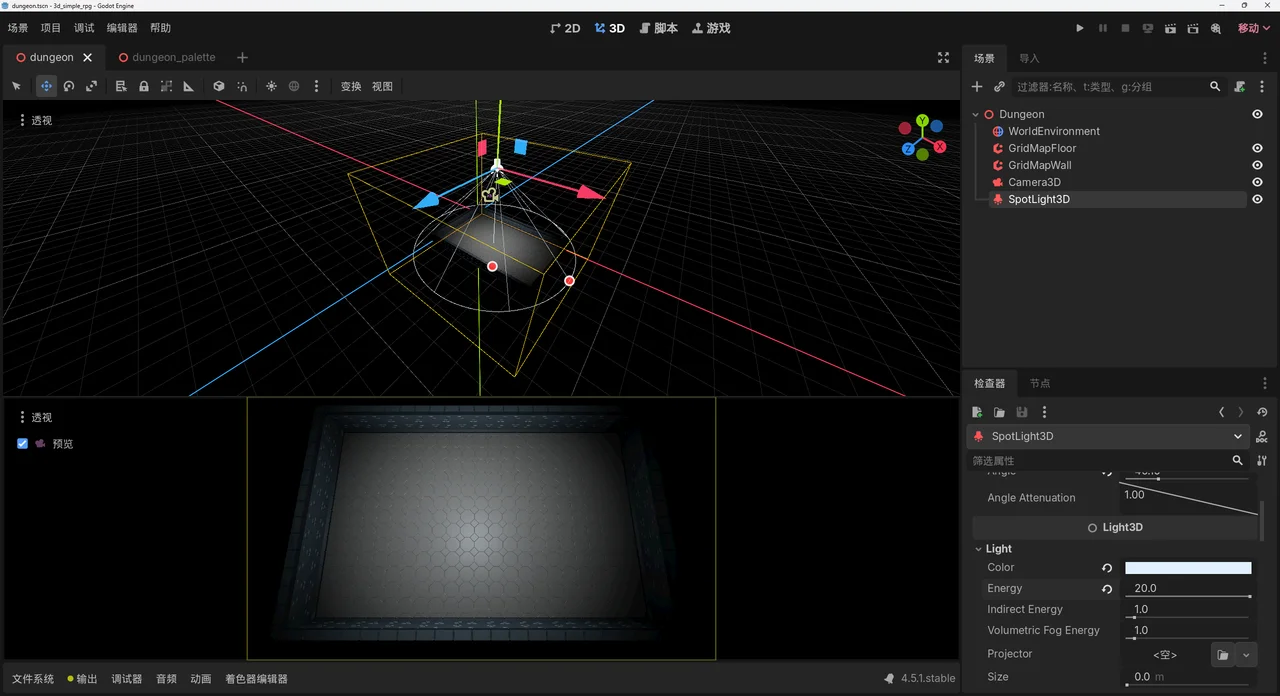 dungeon.tscn - 3d_simple_rpg - Godot Engine
场景 项目 调试 编辑器 帮助 2D 3D 脚本 游戏 移动
dungeon dungeon_palette
场景 导入
变换 视图
过滤器:名称、t:类型、g:分组
透视
Y
Z
X
Dungeon
WorldEnvironment
GridMapFloor
GridMapWall
Camera3D
SpotLight3D
检查器 节点
透视
预览
SpotLight3D
筛选属性
Angle
Angle Attenuation 1.00
Light3D
Light
Color
Energy 20.0
Indirect Energy 1.0
Volumetric Fog Energy 1.0
Projector <空>
Size 0.0 m
文件系统 输出 调试器 音频 动画 着色器编辑器 4.5.1.stable